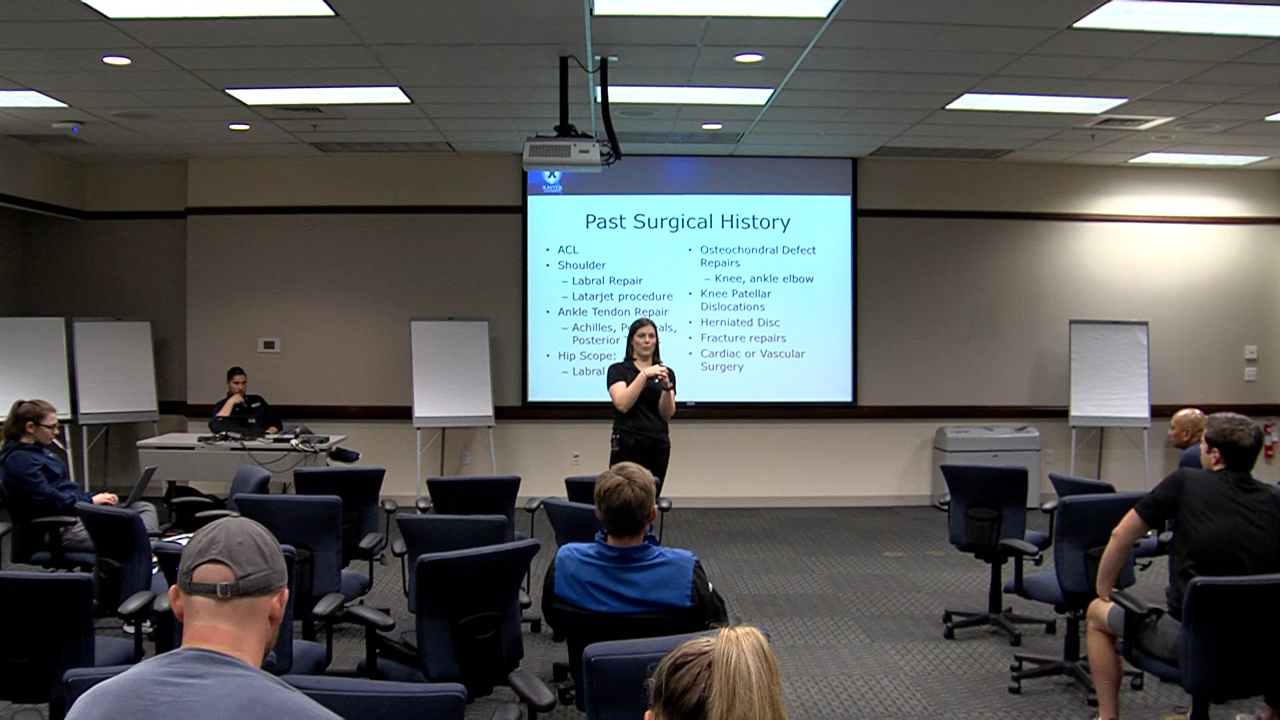 XAVIER
Past Surgical History
• ACL
• Shoulder
– Labral Repair
– Latarjet procedure
• Ankle Tendon Repair
– Achilles,
Posterior
• Hip Scope:
– Labral
• Osteochondral Defect
Repairs
– Knee, ankle elbow
• Knee Patellar
Dislocations
• Herniated Disc
• Fracture repairs
• Cardiac or Vascular
Surgery